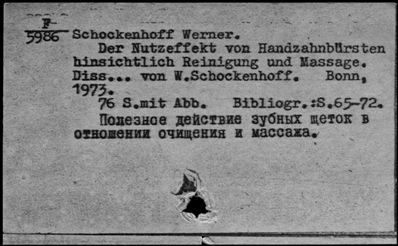 F-
5986 Schockenhoff Werner.
Der Nutzeffekt von Handzahnbürsten
hinsichtlich Reinigung und Massage.
Diss... von W.Schockenhoff. Bonn,
1973.
76 S.mit Abb. Bibliogr.:S.65-72.
Полезное действие зубных щеток в
отношении очищения и массажа.